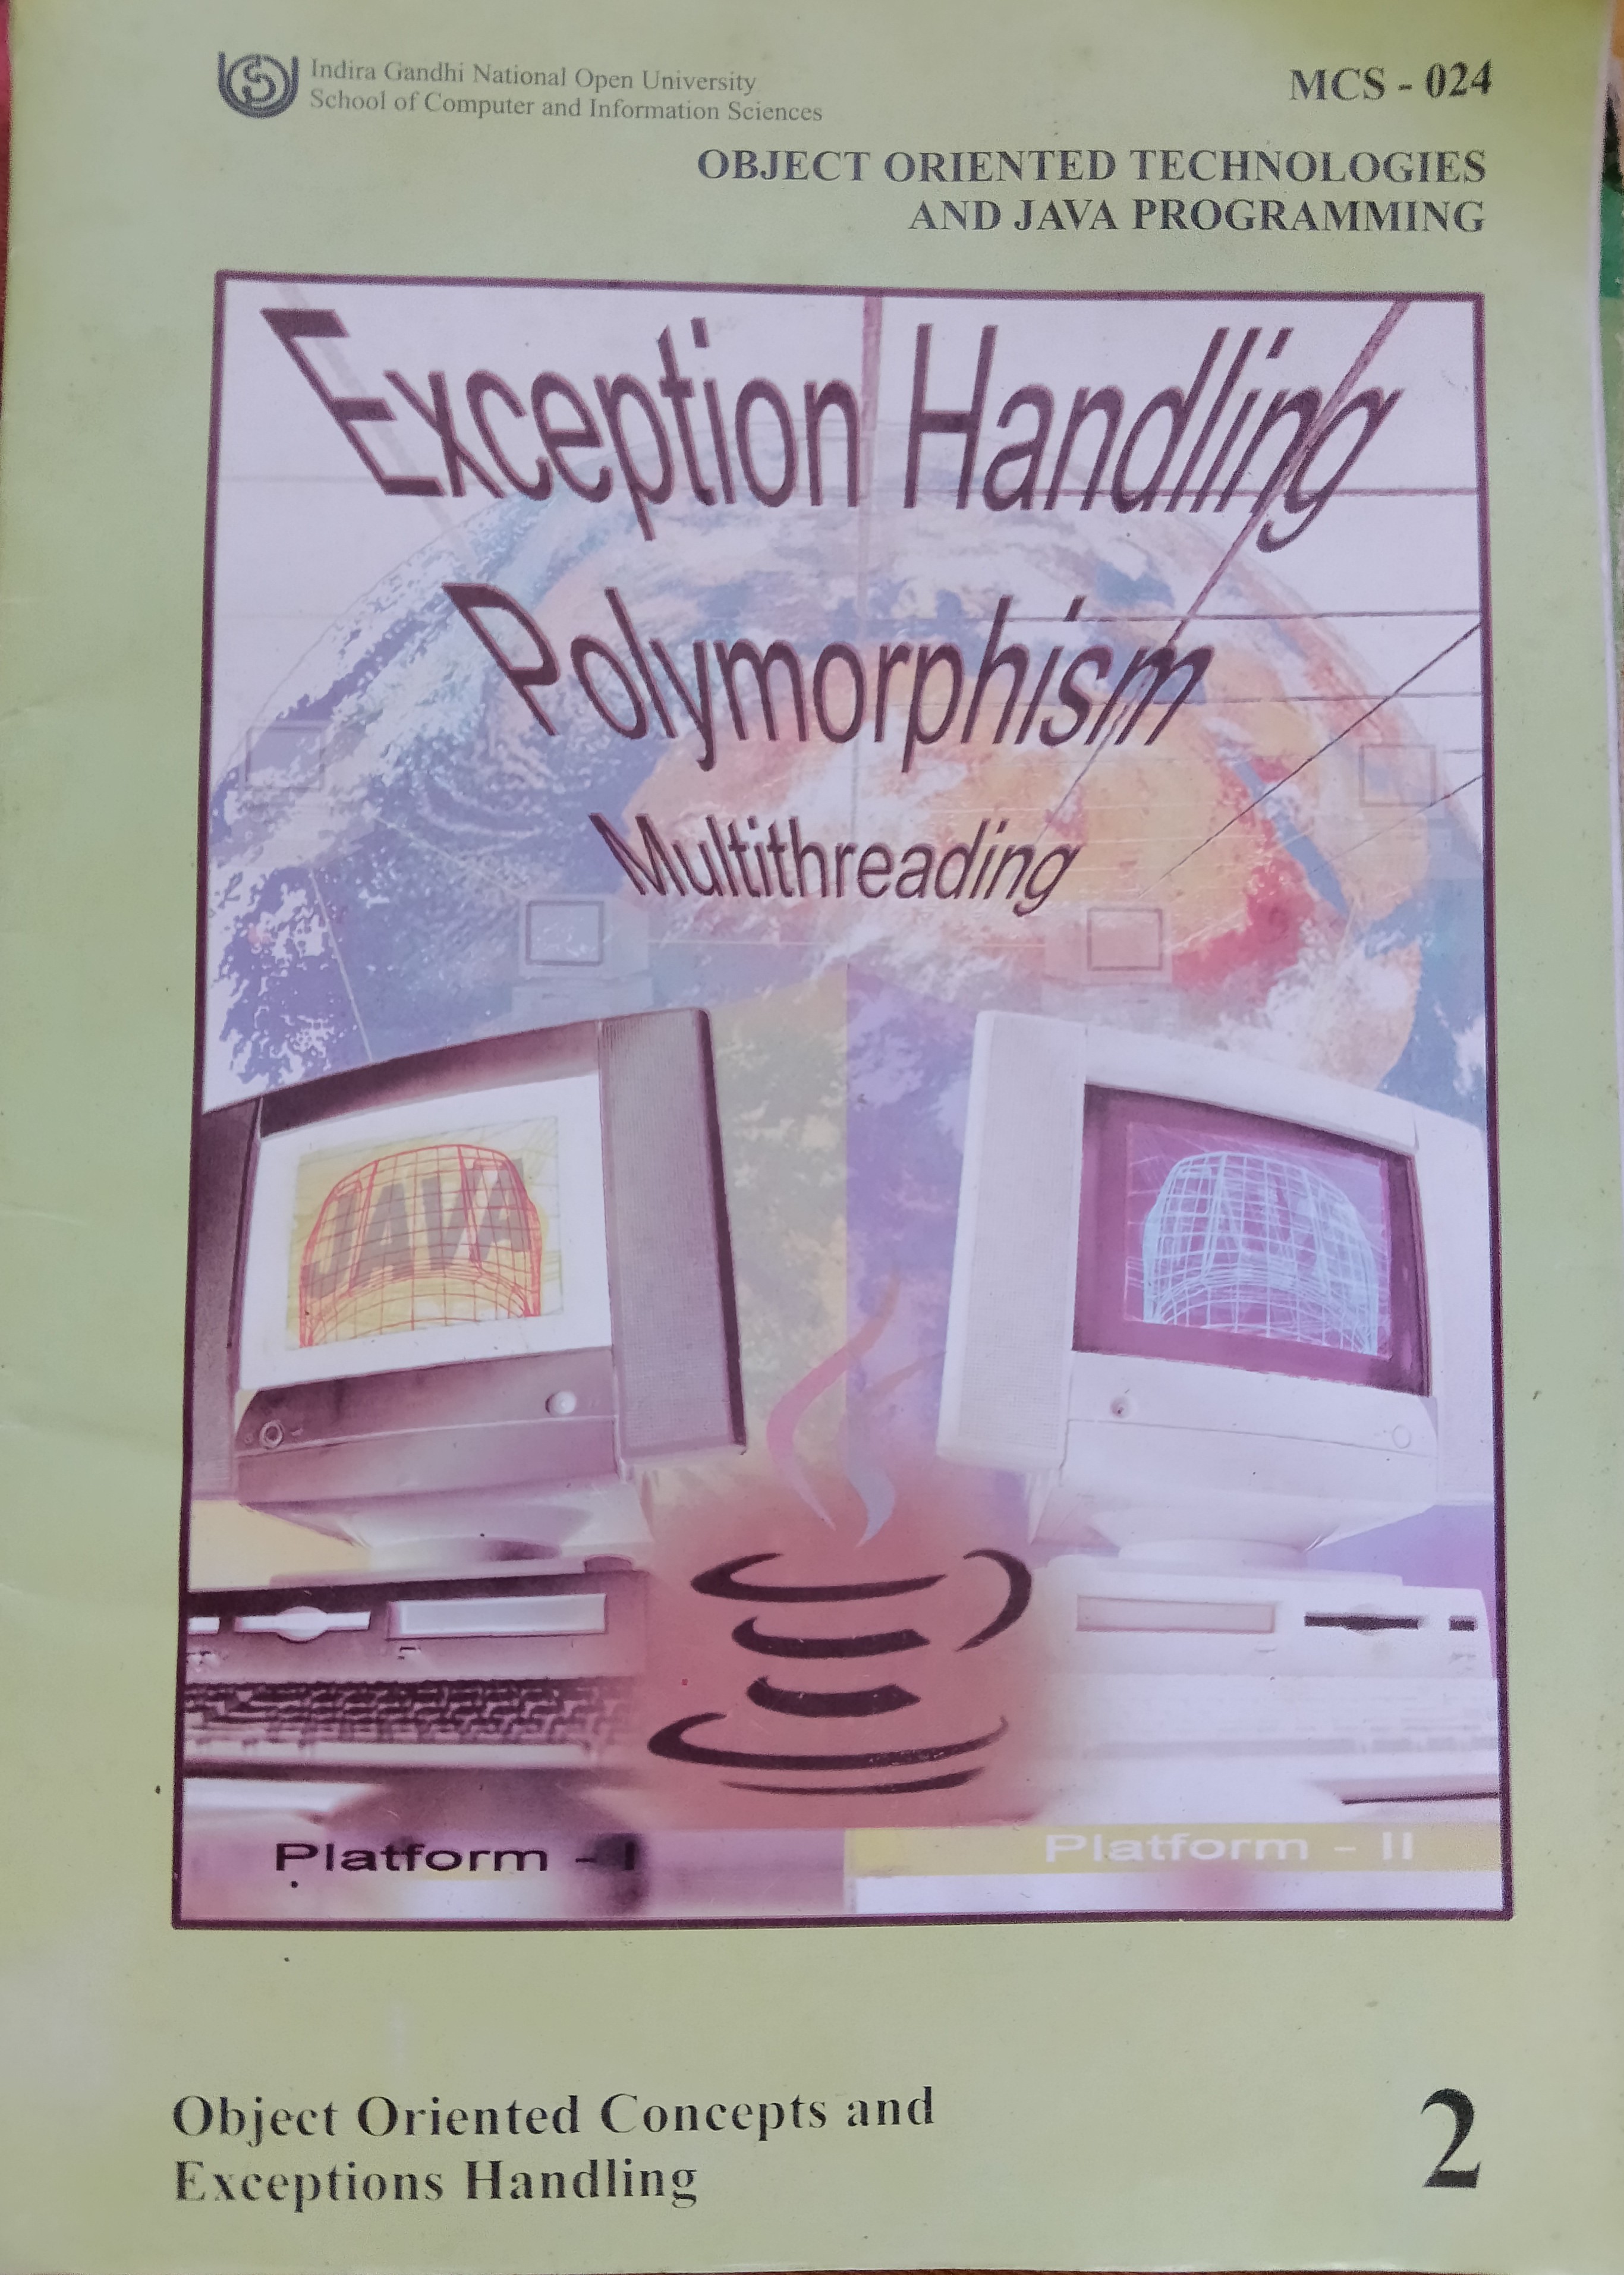 Indira Gandhi National Open University
School of Computer and Information Sciences
MCS - 024
OBJECT ORIENTED TECHNOLOGIES
AND JAVA PROGRAMMING
Exception Handling
Polymorphism
Multithreading
JAVA
JAVA
Platform - I
Platform - II
Object Oriented Concepts and
Exceptions Handling
2